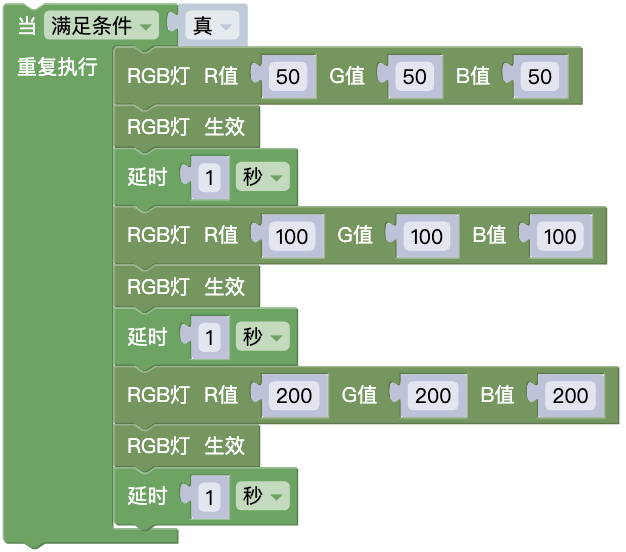 当 满足条件 真
重复执行
RGB灯 R值 50 G值 50 B值 50
RGB灯 生效
延时 1 秒
RGB灯 R值 100 G值 100 B值 100
RGB灯 生效
延时 1 秒
RGB灯 R值 200 G值 200 B值 200
RGB灯 生效
延时 1 秒